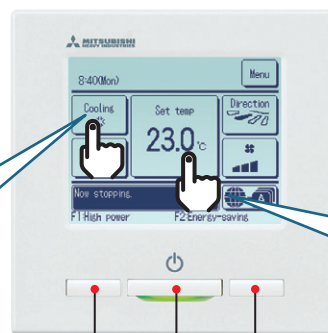 MITSUBISHI
HEAVY INDUSTRIES
8:40(Mon)
Menu
Cooling
Set temp
Direction
23.0℃
Now stopping.
A
F1:High power
F2:Energy-saving